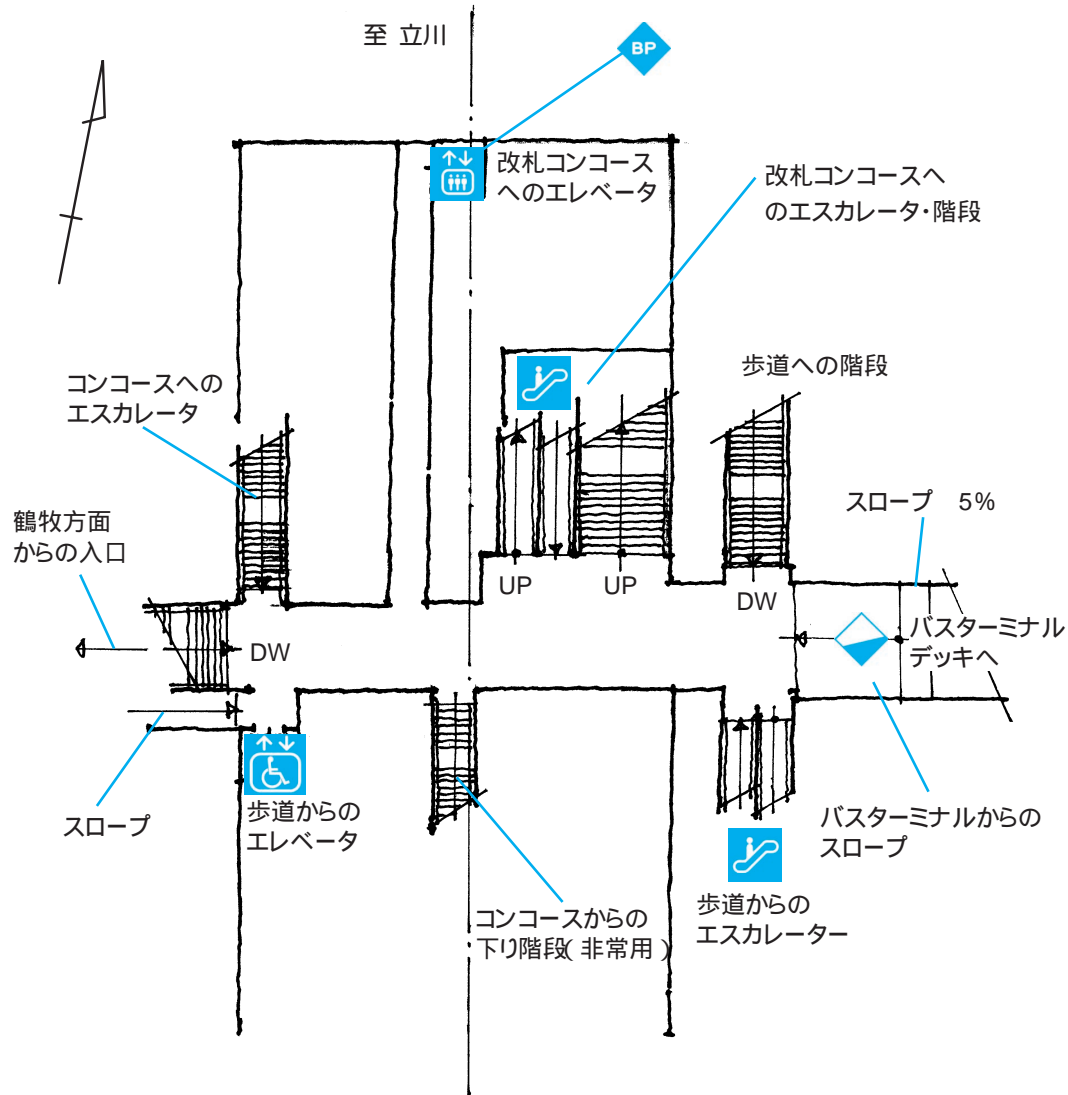 至 立川
BP
改札コンコース
へのエレベータ
改札コンコースへ
のエスカレータ・階段
歩道への階段
コンコースへの
エスカレータ
スロープ 5%
鶴牧方面
からの入口
UP
UP
DW
DW
バスターミナル
デッキへ
スロープ
歩道からの
エレベータ
バスターミナルからの
スロープ
コンコースからの
下り階段(非常用)
歩道からの
エスカレーター